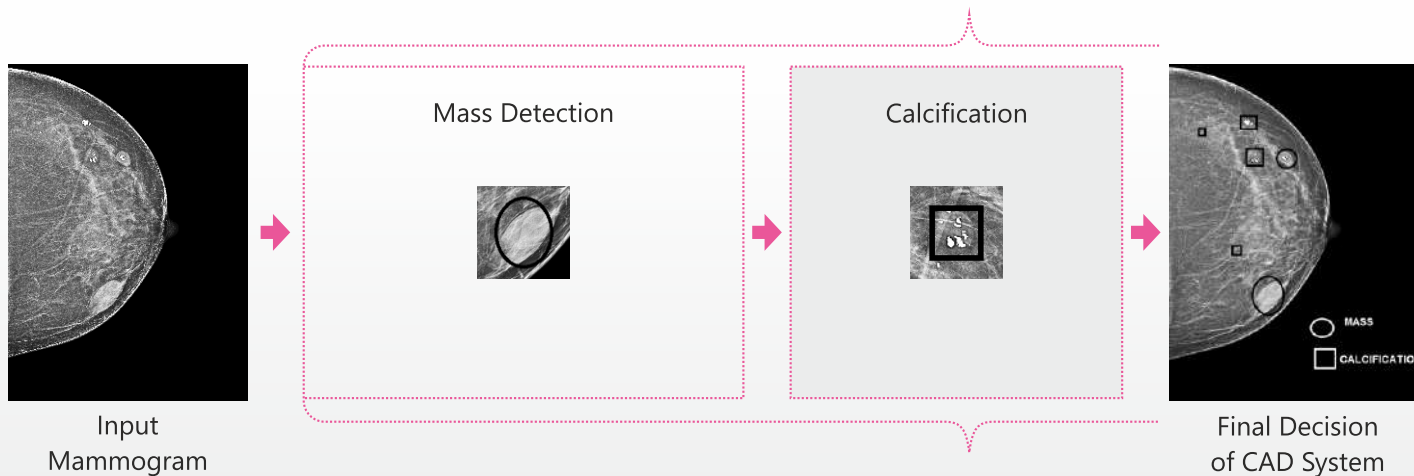 Mass Detection
Calcification
MASS
CALCIFICATIO
Input
Mammogram
Final Decision
of CAD System